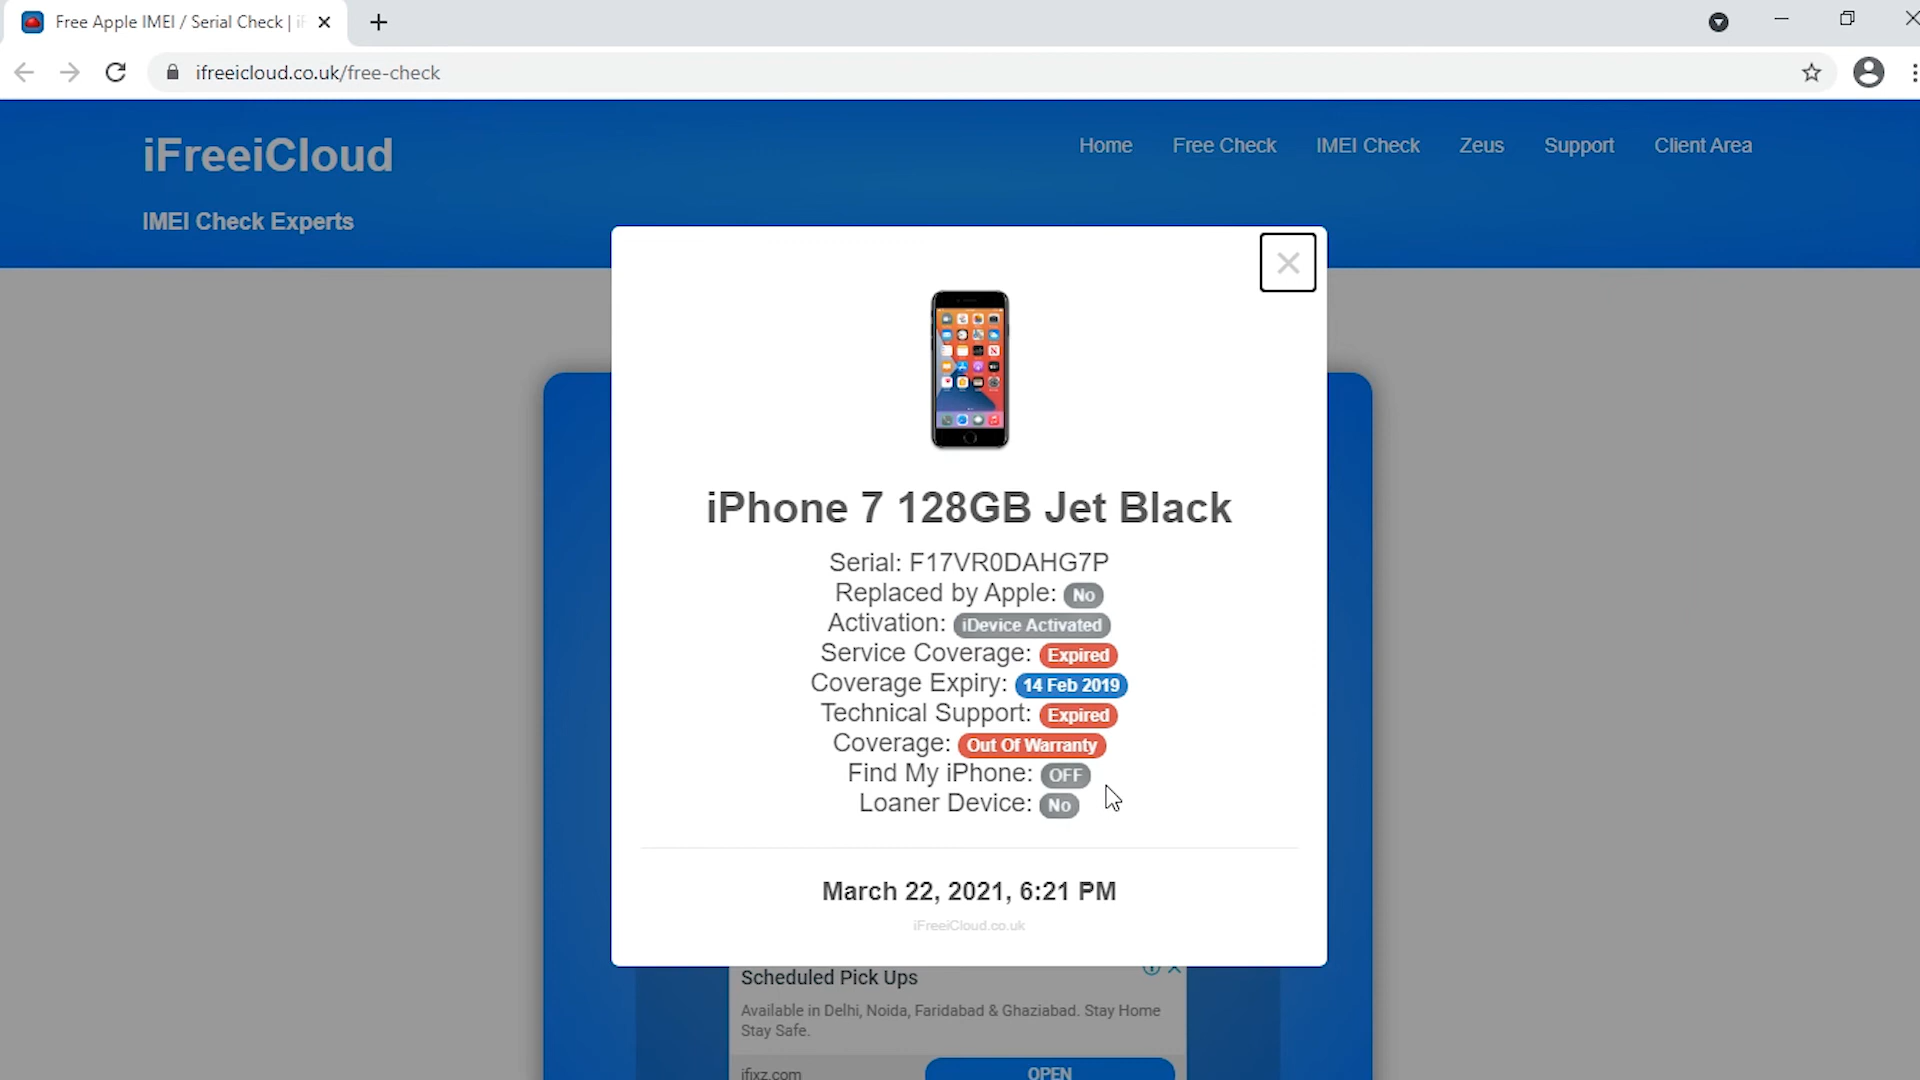 Free Apple IMEI / Serial Check |
ifreeicloud.co.uk/free-check
iFreeiCloud
Home Free Check IMEI Check Zeus Support Client Area
IMEI Check Experts
iPhone 7 128GB Jet Black
Serial: F17VR0DAHG7P
Replaced by Apple: No
Activation: iDevice Activated
Service Coverage: Expired
Coverage Expiry: 14 Feb 2019
Technical Support: Expired
Coverage: Out Of Warranty
Find My iPhone: OFF
Loaner Device: No
March 22, 2021, 6:21 PM
iFreeiCloud.co.uk
Scheduled Pick Ups
Available in Delhi, Noida, Faridabad & Ghaziabad. Stay Home
Stay Safe.
ifixz.com
OPEN